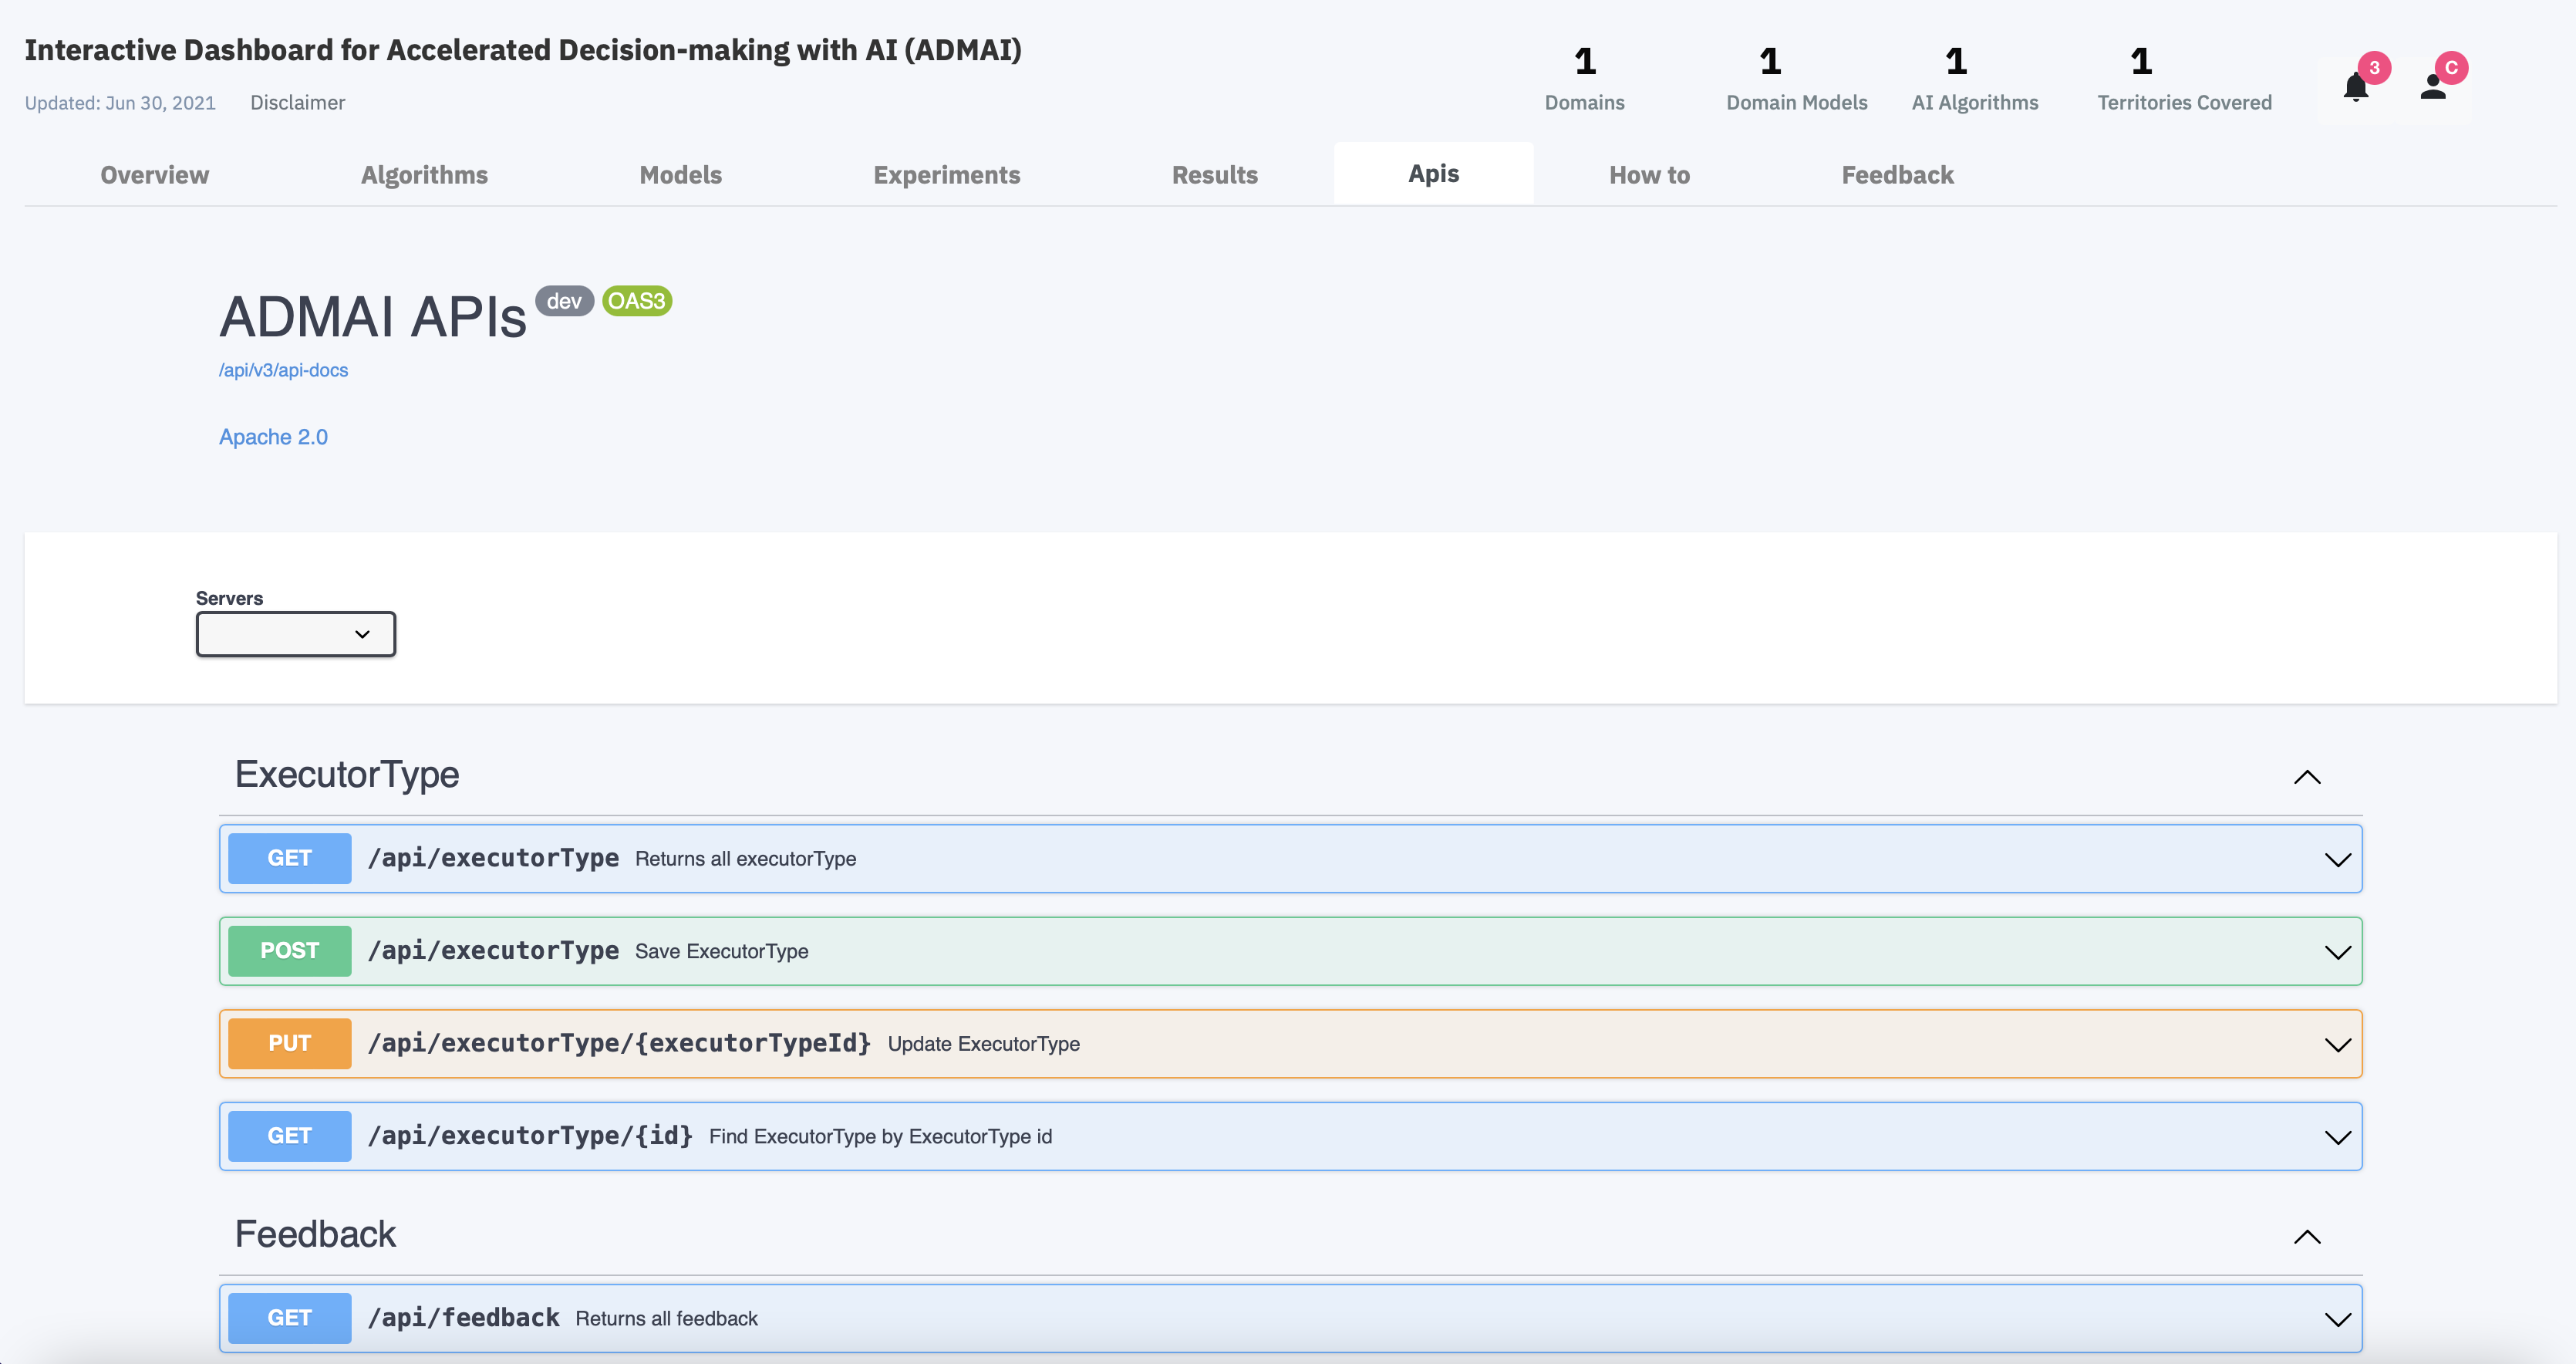 Interactive Dashboard for Accelerated Decision-making with AI (ADMAI)
Updated: Jun 30, 2021 Disclaimer
1 1 1 1
Domains Domain Models AI Algorithms Territories Covered
3 C
Overview Algorithms Models Experiments Results Apis How to Feedback
ADMAI APIs dev OAS3
/api/v3/api-docs
Apache 2.0
Servers
ExecutorType
GET /api/executorType Returns all executorType
POST /api/executorType Save ExecutorType
PUT /api/executorType/{executorTypeId} Update ExecutorType
GET /api/executorType/{id} Find ExecutorType by ExecutorType id
Feedback
GET /api/feedback Returns all feedback